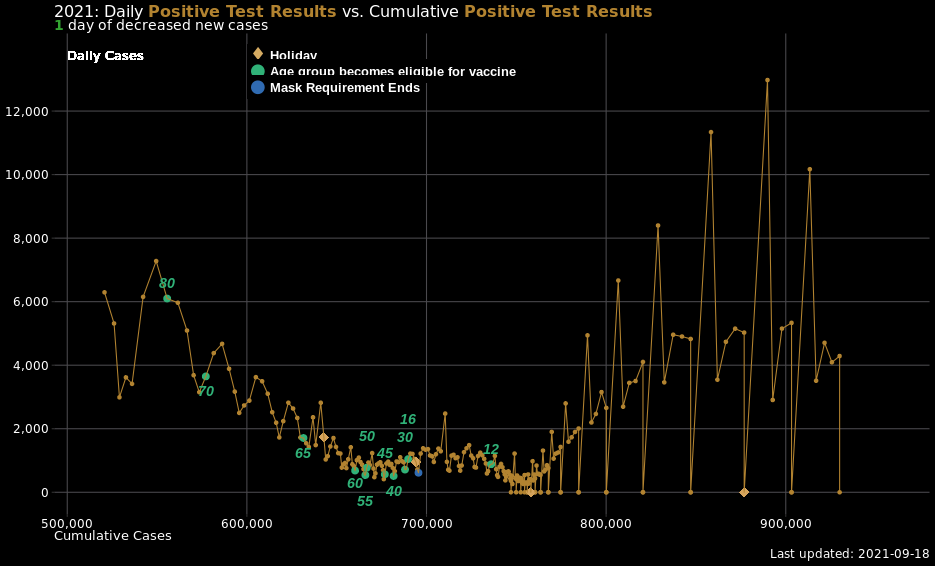 2021: Daily Positive Test Results vs. Cumulative Positive Test Results
1 day of decreased new cases
Daily Cases
Holiday
Age group becomes eligible for vaccine
Mask Requirement Ends
12,000
10,000
8,000
6,000
4,000
2,000
0
80
70
65
60
55
50
45
40
30
16
12
500,000
600,000
700,000
800,000
900,000
Cumulative Cases
Last updated: 2021-09-18